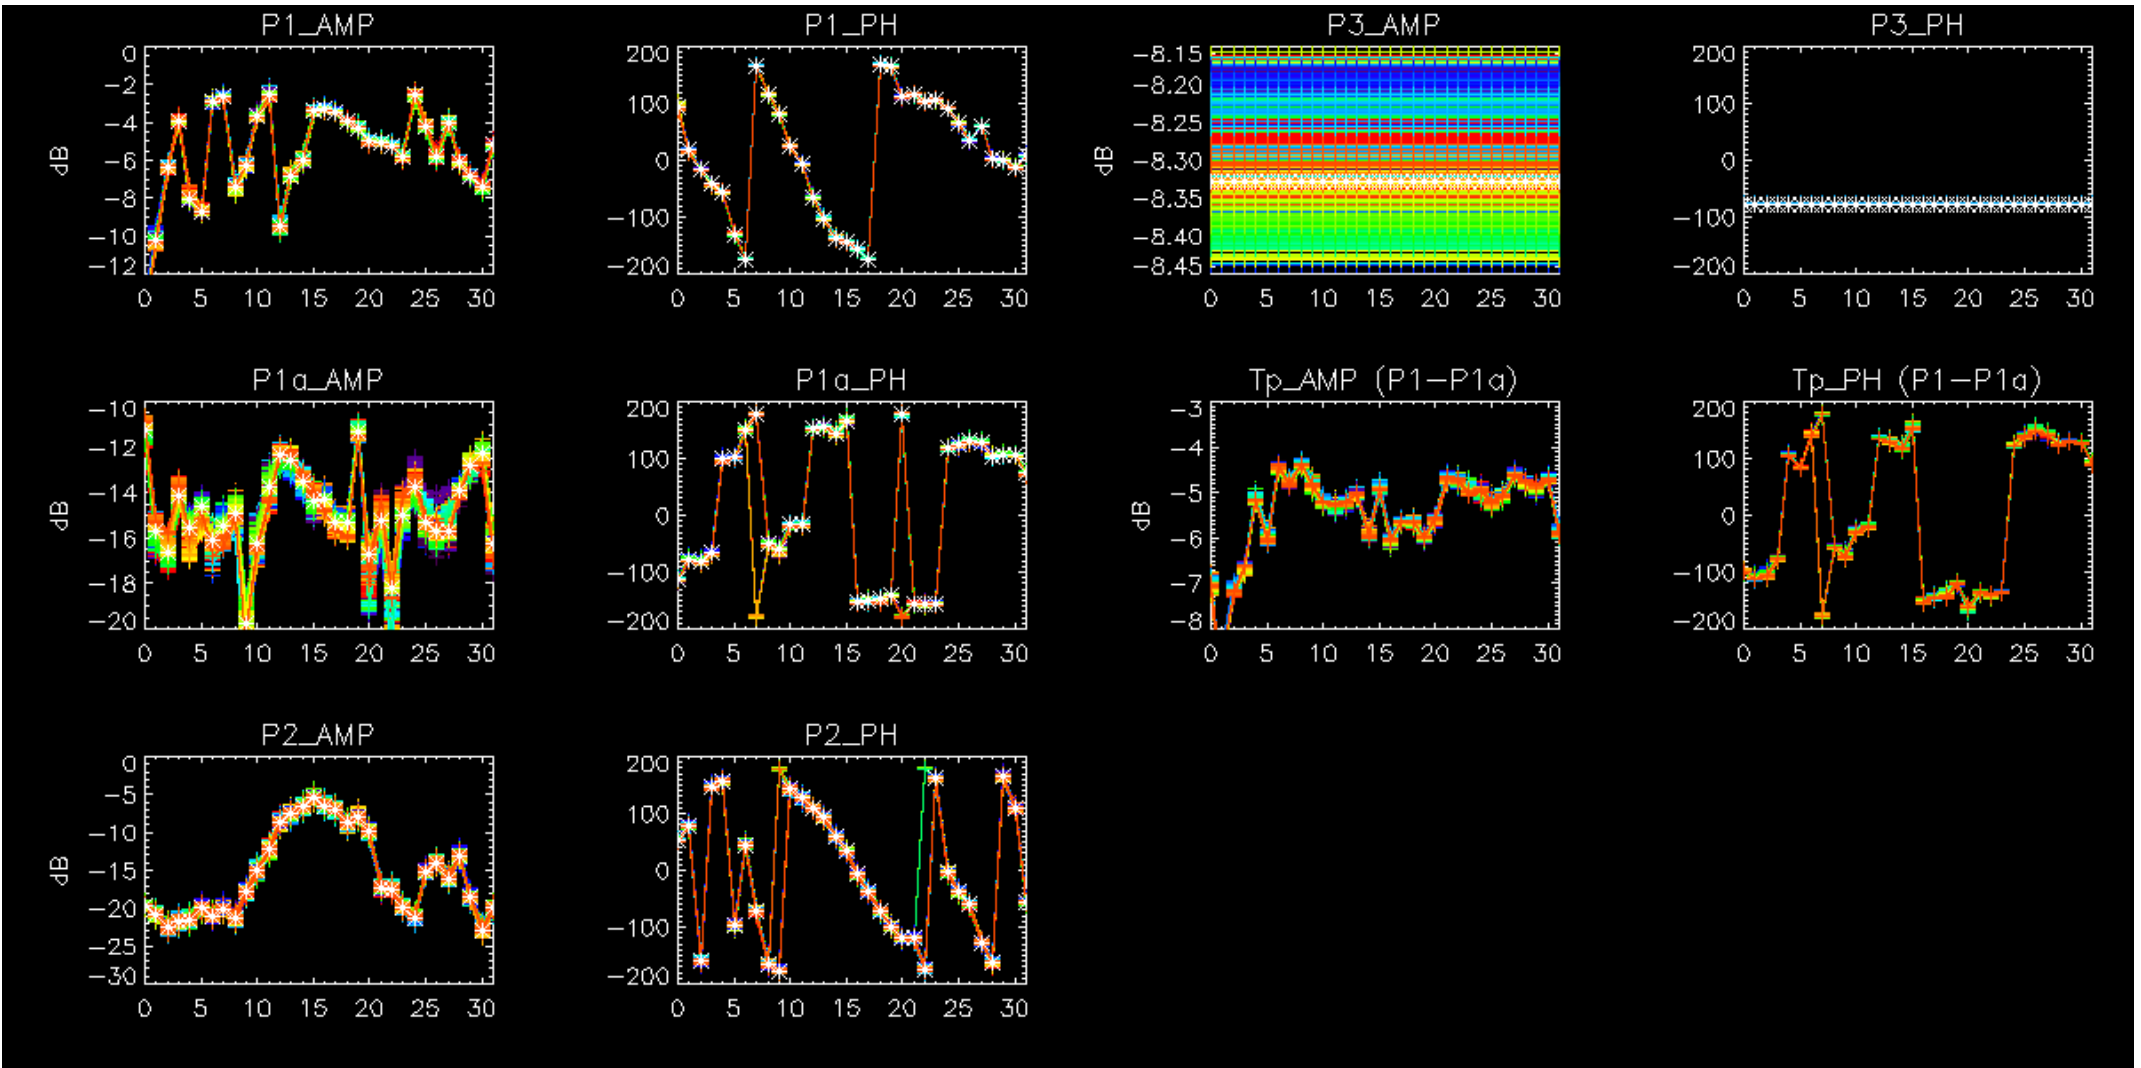 P1_AMP
P1_PH
P3_AMP
P3_PH
0
-2
-4
-6
-8
-10
-12
dB
0 5 10 15 20 25 30
200
100
0
-100
-200
0 5 10 15 20 25 30
-8.15
-8.20
-8.25
-8.30
-8.35
-8.40
-8.45
dB
0 5 10 15 20 25 30
200
100
0
-100
-200
0 5 10 15 20 25 30
P1a_AMP
P1a_PH
Tp_AMP (P1-P1a)
Tp_PH (P1-P1a)
-10
-12
-14
-16
-18
-20
dB
0 5 10 15 20 25 30
200
100
0
-100
-200
0 5 10 15 20 25 30
-3
-4
-5
-6
-7
-8
dB
0 5 10 15 20 25 30
200
100
0
-100
-200
0 5 10 15 20 25 30
P2_AMP
P2_PH
0
-5
-10
-15
-20
-25
-30
dB
0 5 10 15 20 25 30
200
100
0
-100
-200
0 5 10 15 20 25 30